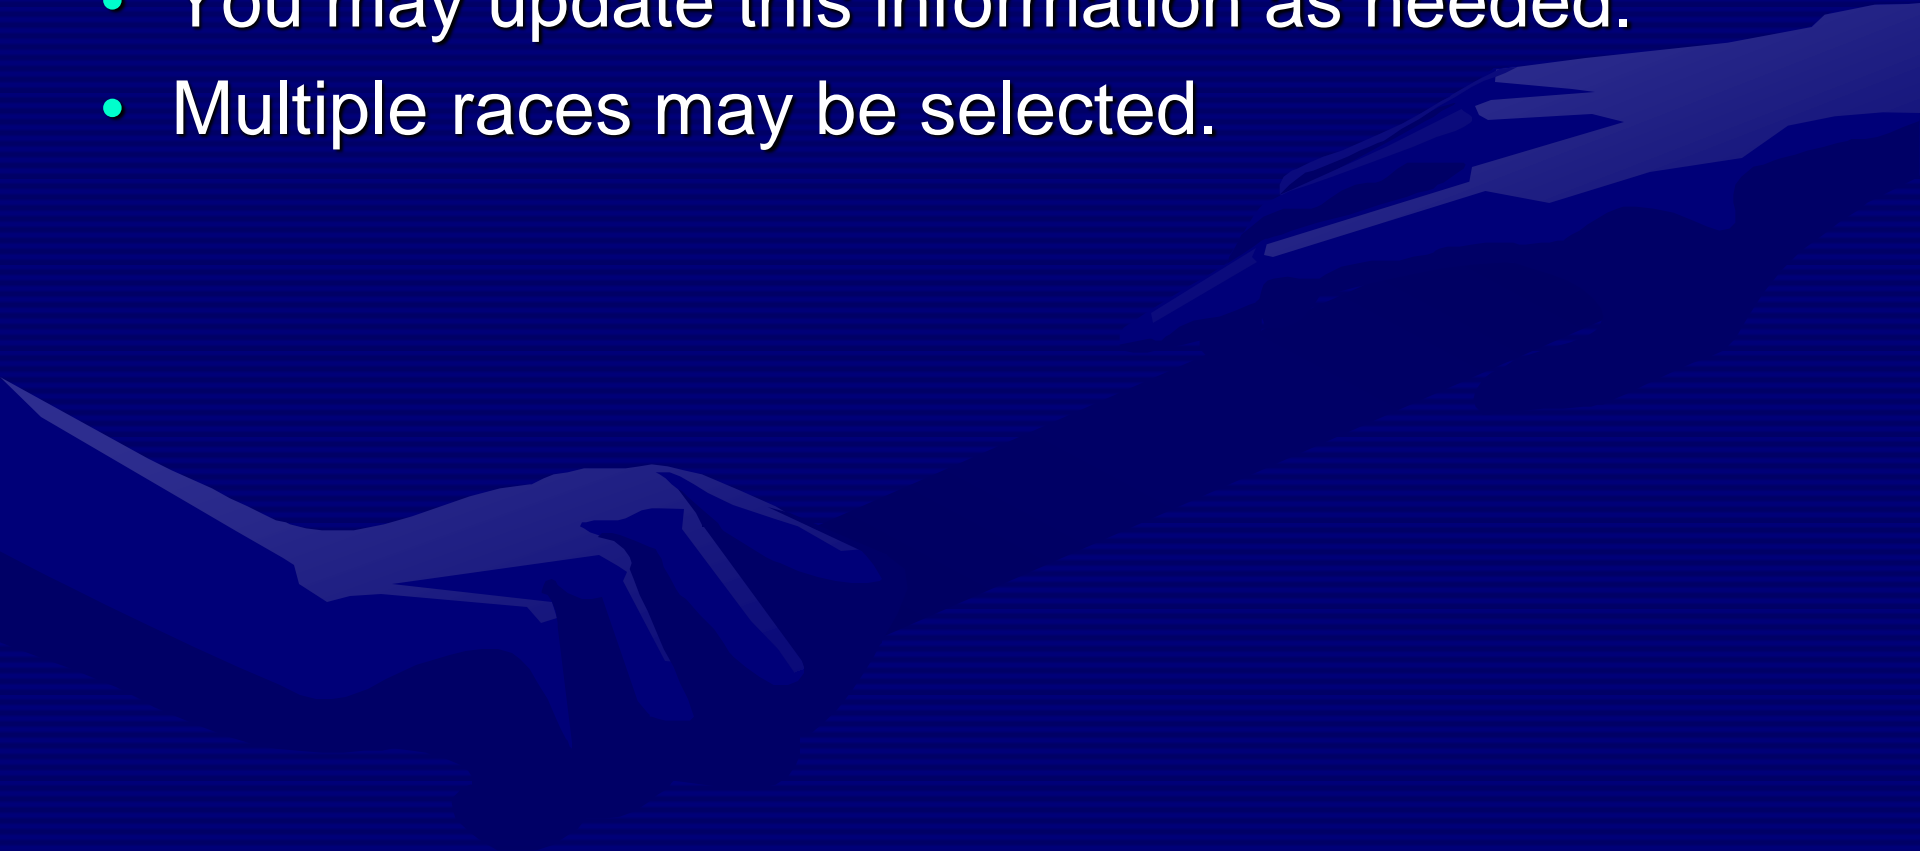 • You may update this information as needed.
• Multiple races may be selected.